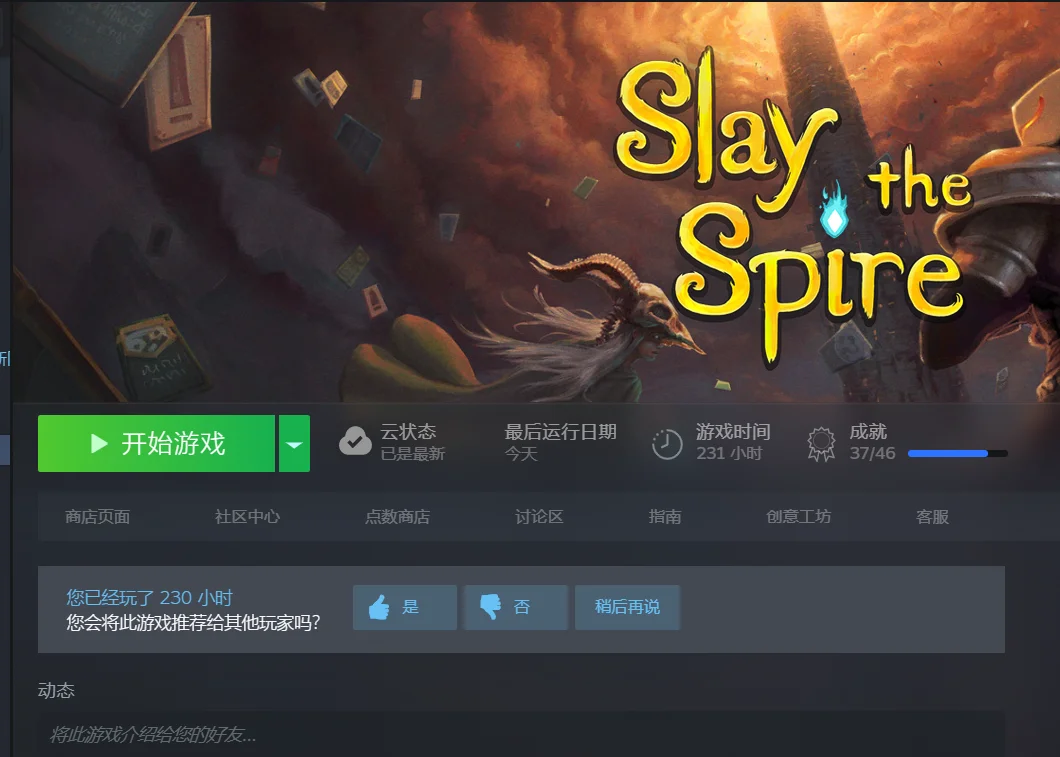 Slay
the
Spire
开始游戏
云状态
已是最新
最后运行日期
今天
游戏时间
231 小时
成就
37/46
商店页面
社区中心
点数商店
讨论区
指南
创意工坊
客服
您已经玩了 230 小时
您会将此游戏推荐给其他玩家吗?
是
否
稍后再说
动态
将此游戏介绍给您的好友...